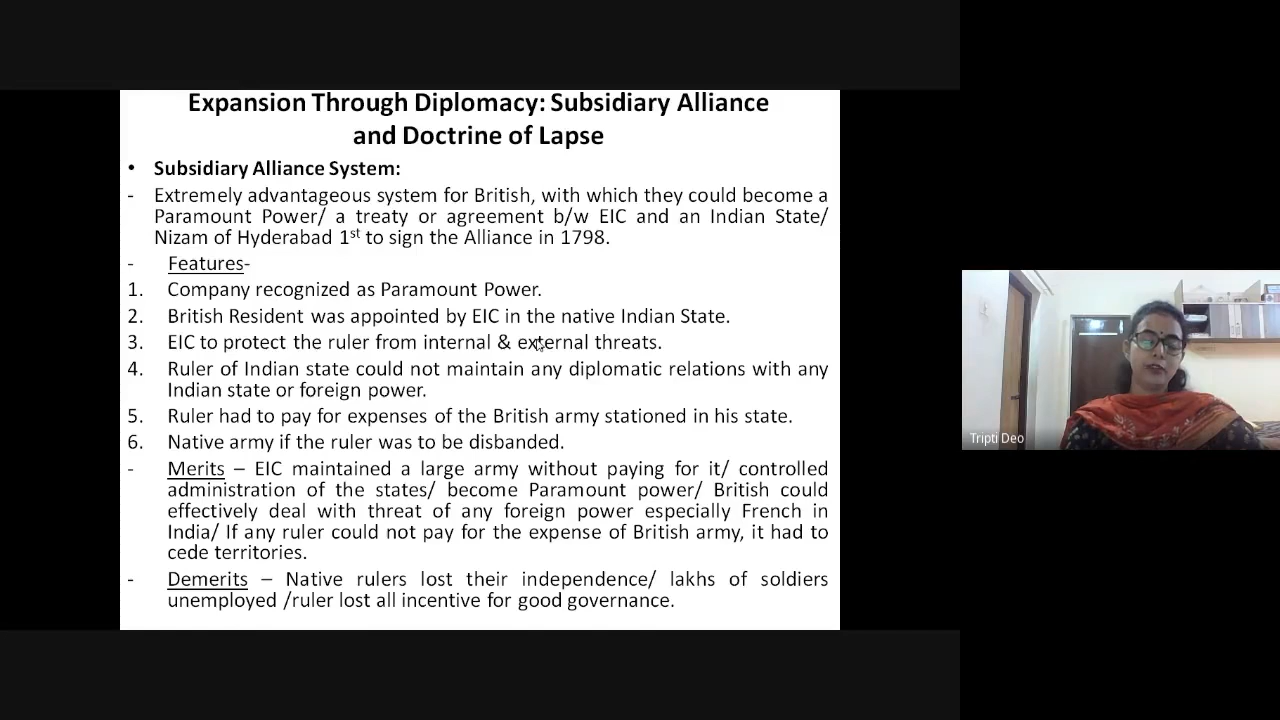 Expansion Through Diplomacy: Subsidiary Alliance
and Doctrine of Lapse
• Subsidiary Alliance System:
- Extremely advantageous system for British, with which they could become a
Paramount Power/ a treaty or agreement b/w EIC and an Indian State/
Nizam of Hyderabad 1st to sign the Alliance in 1798.
- Features-
1. Company recognized as Paramount Power.
2. British Resident was appointed by EIC in the native Indian State.
3. EIC to protect the ruler from internal & external threats.
4. Ruler of Indian state could not maintain any diplomatic relations with any
Indian state or foreign power.
5. Ruler had to pay for expenses of the British army stationed in his state.
6. Native army if the ruler was to be disbanded.
- Merits – EIC maintained a large army without paying for it/ controlled
administration of the states/ become Paramount power/ British could
effectively deal with threat of any foreign power especially French in
India/ If any ruler could not pay for the expense of British army, it had to
cede territories.
- Demerits – Native rulers lost their independence/ lakhs of soldiers
unemployed /ruler lost all incentive for good governance.
Tripti Deo